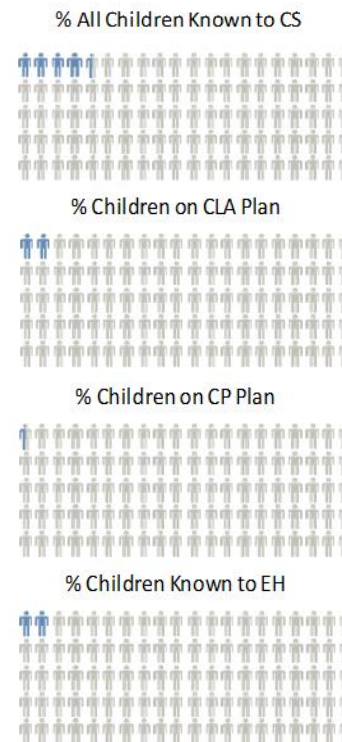 % All Children Known to CS
% Children on CLA Plan
% Children on CP Plan
% Children Known to EH